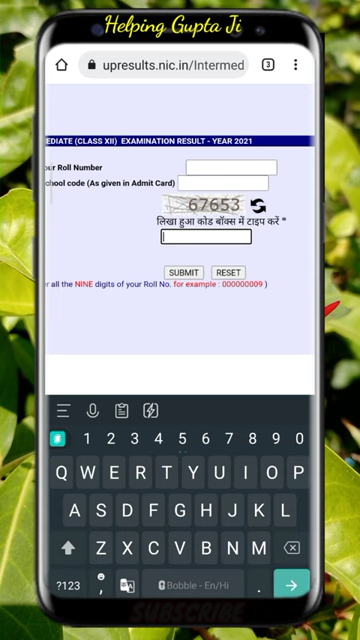 Helping Gupta Ji
upresults.nic.in/Intermed
3
EDIATE (CLASS XII) EXAMINATION RESULT - YEAR 2021
our Roll Number
chool code (As given in Admit Card)
67653
लिखा हुआ कोड बॉक्स में टाइप करें *
SUBMIT RESET
r all the NINE digits of your Roll No. for example : 000000009 )
1 2 3 4 5 6 7 8 9 0
Q W E R T Y U I O P
A S D F G H J K L
Z X C V B N M
?123 , Bobble - En/Hi .
SUBSCRIBE